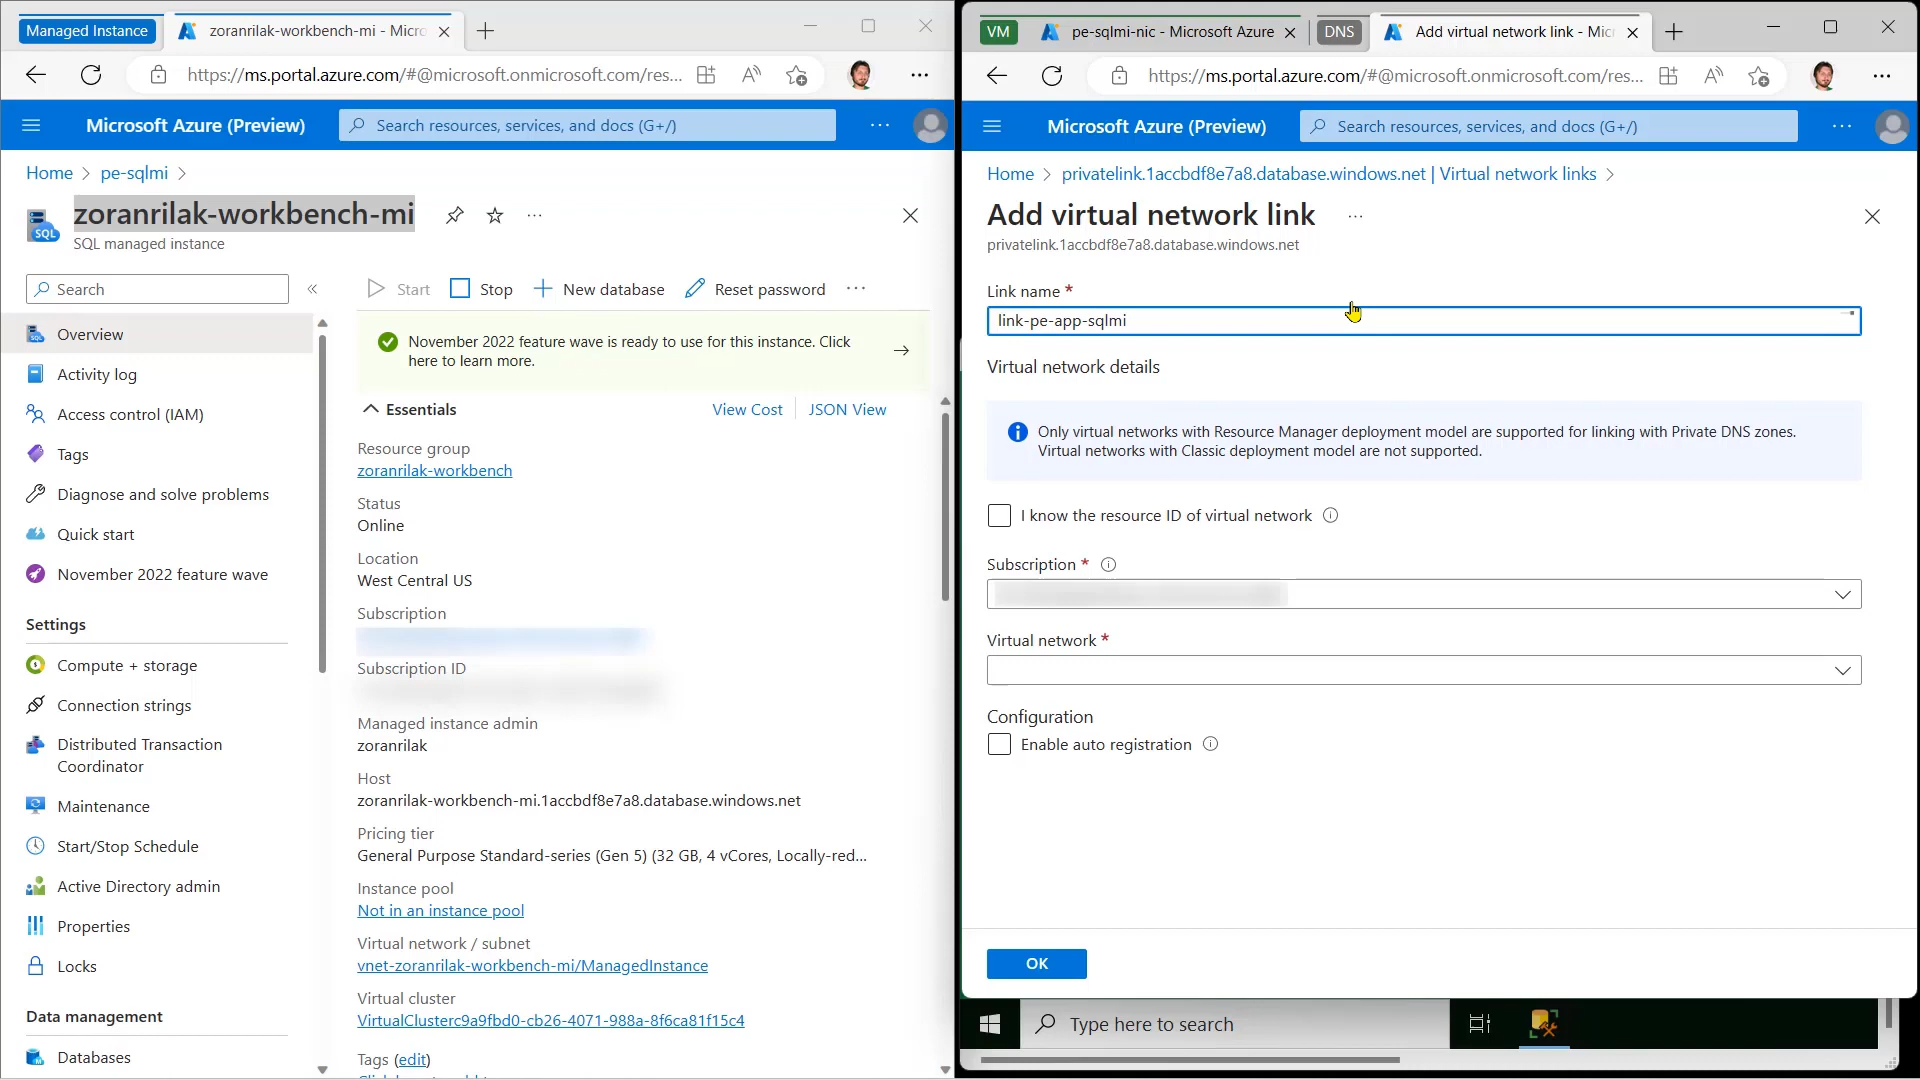 Managed Instance
zoranrilak-workbench-mi - Micro
https://ms.portal.azure.com/#@microsoft.onmicrosoft.com/res...
Microsoft Azure (Preview)
Search resources, services, and docs (G+/)
Home > pe-sqlmi >
zoranrilak-workbench-mi
SQL managed instance
Search
Overview
Activity log
Access control (IAM)
Tags
Diagnose and solve problems
Quick start
November 2022 feature wave
Settings
Compute + storage
Connection strings
Distributed Transaction
Coordinator
Maintenance
Start/Stop Schedule
Active Directory admin
Properties
Locks
Data management
Databases
Start
Stop
New database
Reset password
November 2022 feature wave is ready to use for this instance. Click
here to learn more.
Essentials
View Cost
JSON View
Resource group
zoranrilak-workbench
Status
Online
Location
West Central US
Subscription
Subscription ID
Managed instance admin
zoranrilak
Host
zoranrilak-workbench-mi.1accbdf8e7a8.database.windows.net
Pricing tier
General Purpose Standard-series (Gen 5) (32 GB, 4 vCores, Locally-red...
Instance pool
Not in an instance pool
Virtual network / subnet
vnet-zoranrilak-workbench-mi/ManagedInstance
Virtual cluster
VirtualClusterc9a9fbd0-cb26-4071-988a-8f6ca81f15c4
Tags (edit)
VM
pe-sqlmi-nic - Microsoft Azure
DNS
Add virtual network link - Mic
https://ms.portal.azure.com/#@microsoft.onmicrosoft.com/res...
Microsoft Azure (Preview)
Search resources, services, and docs (G+/)
Home > privatelink.1accbdf8e7a8.database.windows.net | Virtual network links >
Add virtual network link
privatelink.1accbdf8e7a8.database.windows.net
Link name *
link-pe-app-sqlmi
Virtual network details
Only virtual networks with Resource Manager deployment model are supported for linking with Private DNS zones.
Virtual networks with Classic deployment model are not supported.
I know the resource ID of virtual network
Subscription *
Virtual network *
Configuration
Enable auto registration
OK
Type here to search